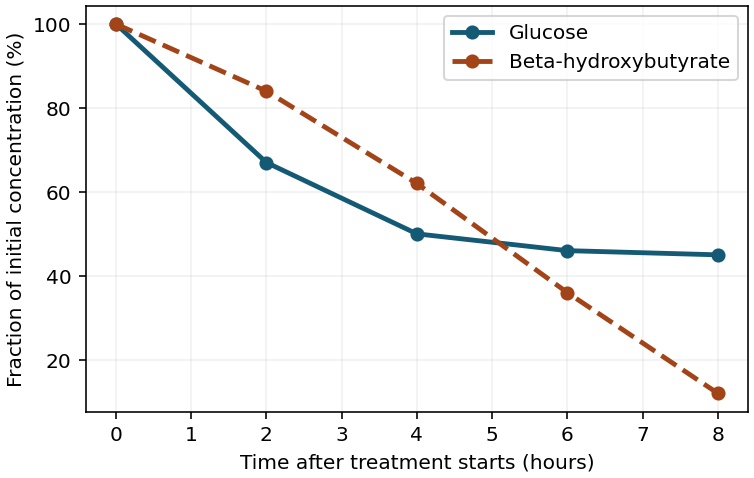 Glucose
Beta-hydroxybutyrate
Fraction of initial concentration (%)
100
80
60
40
20
0 1 2 3 4 5 6 7 8
Time after treatment starts (hours)